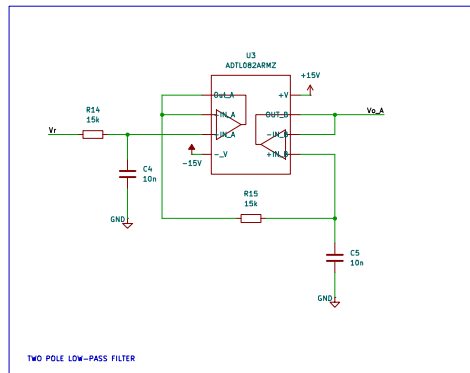 U3
ADTL082ARMZ
+15V
Out_A
+V
R14
15k
-IN_A
OUT_B
Vo_A
Vr
-IN_A
-IN_B
-_V
+IN_B
-15V
C4
10n
R15
15k
GND
C5
10n
GND
TWO POLE LOW-PASS FILTER